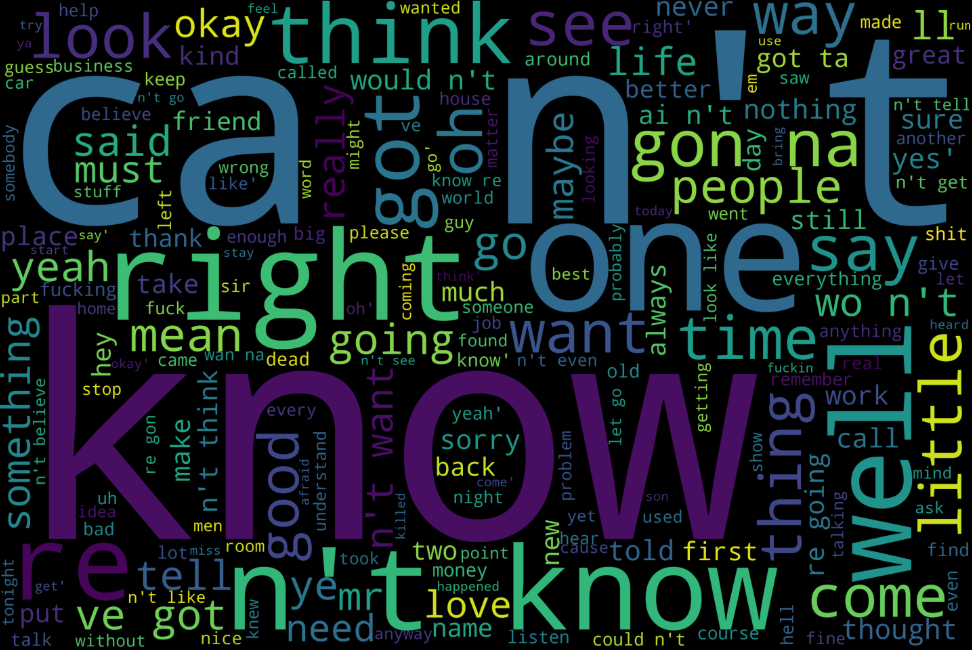 try
help
feel
wanted
never
way
made
ll
run
ya
look
okay
think
see
right'
kind
use
got ta
great
guess
business
called
around
life
em
saw
car
keep
would n't
better
n't go
house
ca n't
believe
really
got
ve
oh
matter
ai n't
nothing
n't tell
somebody
said
friend
might
go'
maybe
looking
gon na
day
bring
sure
another
must
wrong
like'
word
know re
world
people
yes'
n't get
stuff
left
guy
today
went
still
shit
place
say'
thank
enough
big
please
go
one
probably
say
start
stay
yeah
right
think'
best
look like
everything
give
let
fucking
take
sir
coming
much
part
home
fuck
oh'
someone
always
wo n't
mean
going
job
want
time
anything
heard
something
hey
okay'
came
wan na
dead
n't see
found
know'
n't even
fuckin
real
well
little
stop
old
remember
know
n't believe
re gon
make
n't think
every
n't want
yeah'
let go
getting
thing
work
good
afraid
understand
sorry
back
problem
show
call
come'
night
son
re going
mind
uh
idea
bad
men
killed
yet
used
talking
ask
re
room
new
hear
cause
told
first
find
lot
miss
took
two
point
tonight
get'
tell
ye
n't know
money
happened
come
even
put
ve got
n't like
knew
mr
love
name
need
hell
thought
talk
without
nice
anyway
listen
could n't
course
fine